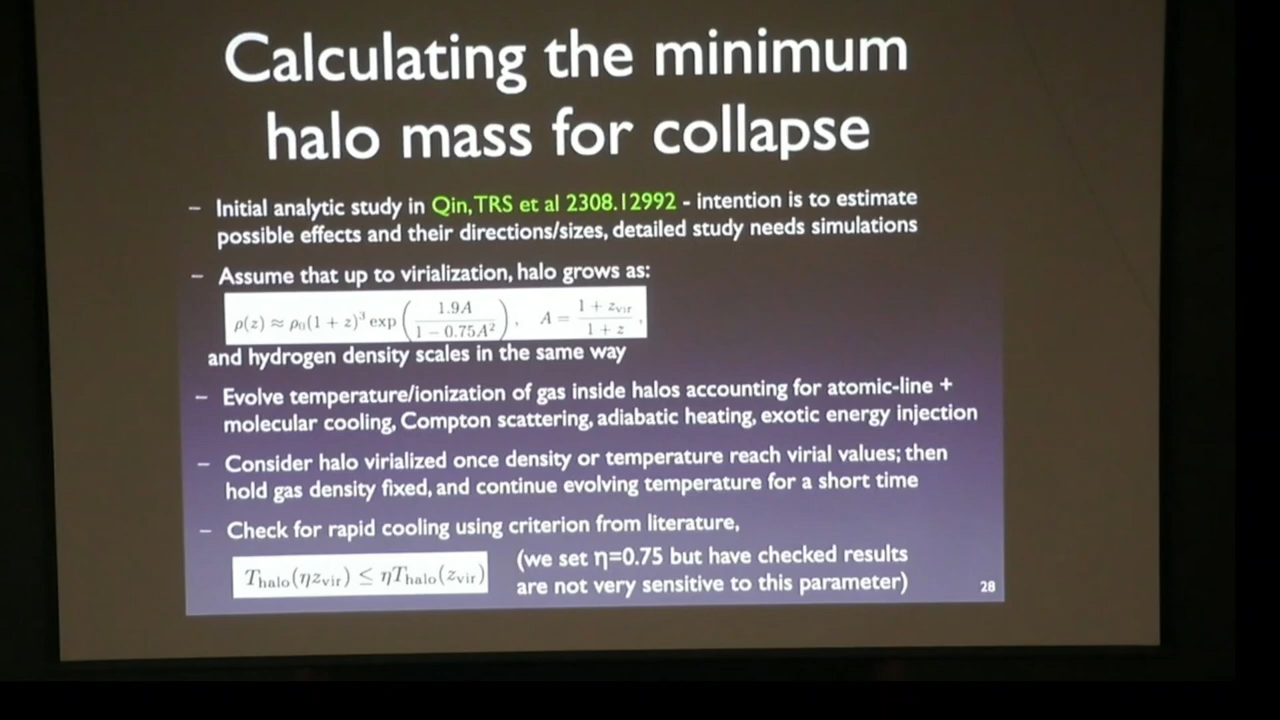 Calculating the minimum
halo mass for collapse
– Initial analytic study in Qin, TRS et al 2308.12992 - intention is to estimate
possible effects and their directions/sizes, detailed study needs simulations
– Assume that up to virialization, halo grows as:
ρ(z) ≈ ρ₀(1 + z)³ exp(1.9A / (1 − 0.75A²)), A = (1 + z_vir) / (1 + z),
and hydrogen density scales in the same way
– Evolve temperature/ionization of gas inside halos accounting for atomic-line +
molecular cooling, Compton scattering, adiabatic heating, exotic energy injection
– Consider halo virialized once density or temperature reach virial values; then
hold gas density fixed, and continue evolving temperature for a short time
– Check for rapid cooling using criterion from literature,
T_halo(ηz_vir) ≤ ηT_halo(z_vir)
(we set η=0.75 but have checked results
are not very sensitive to this parameter)
28